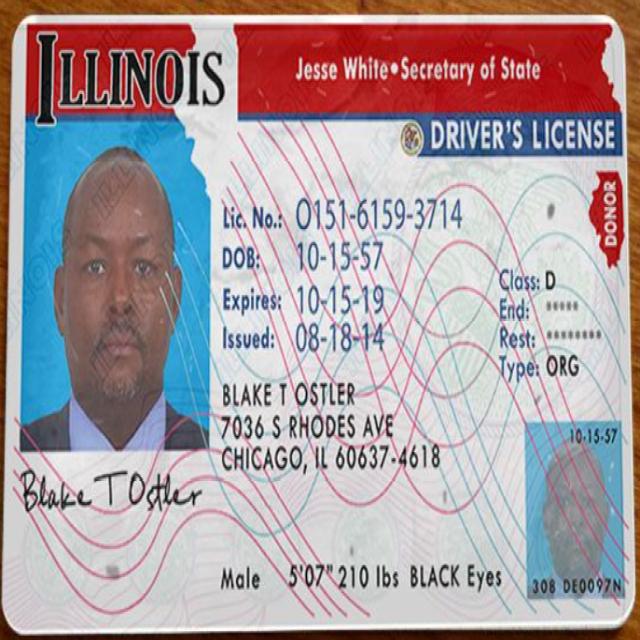 ILLINOIS
Jesse White•Secretary of State
DRIVER'S LICENSE
DONOR
Lic. No.: O151-6159-3714
DOB: 10-15-57
Expires: 10-15-19
Issued: 08-18-14
Class: D
End: *****
Rest: ********
Type: ORG
BLAKE T OSTLER
7036 S RHODES AVE
CHICAGO, IL 60637-4618
Blake T Ostler
Male 5'07" 210 lbs BLACK Eyes
10-15-57
308 DE0097N